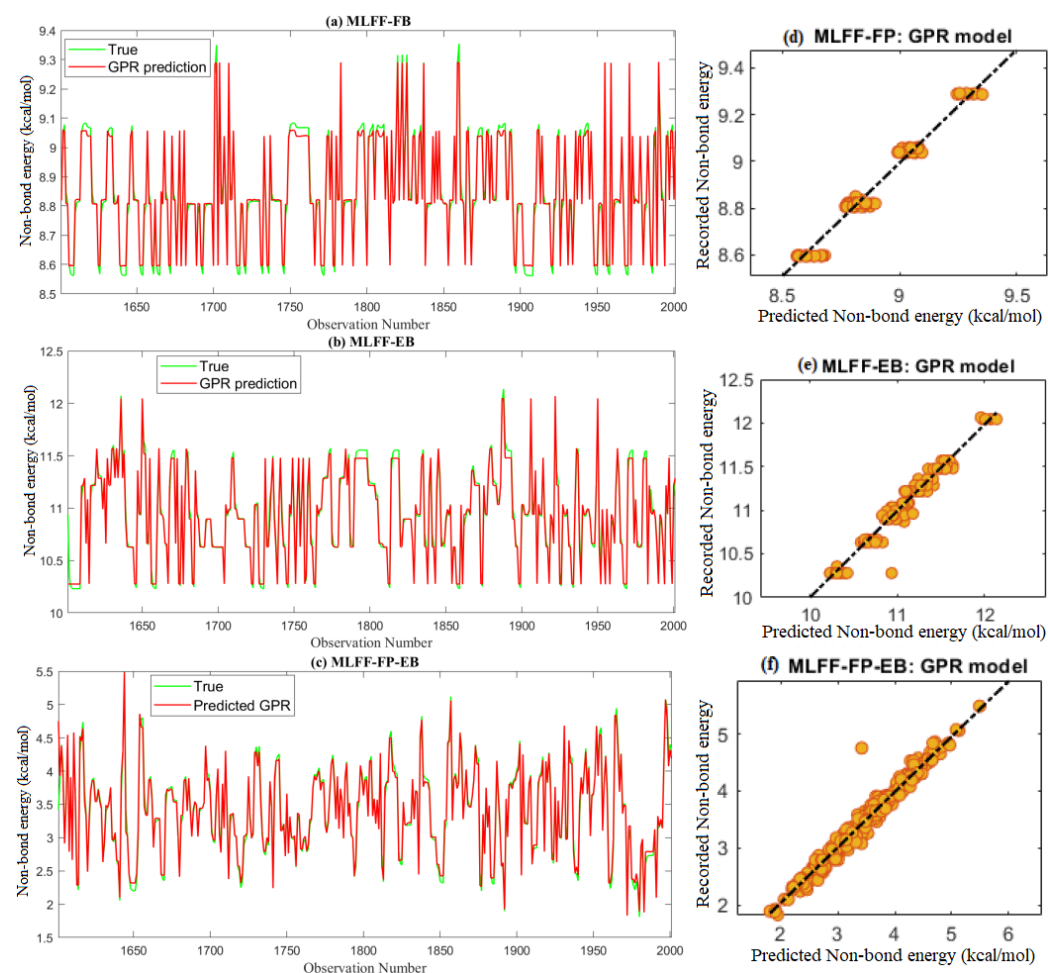 (a) MLFF-FB
Non-bond energy (kcal/mol)
9.4
9.3
9.2
9.1
9
8.9
8.8
8.7
8.6
8.5
True
GPR prediction
1650 1700 1750 1800 1850 1900 1950 2000
Observation Number
(d) MLFF-FP: GPR model
Recorded Non-bond energy
9.4
9.2
9
8.8
8.6
8.5 9 9.5
Predicted Non-bond energy (kcal/mol)
(b) MLFF-EB
Non-bond energy (kcal/mol)
12.5
12
11.5
11
10.5
10
True
GPR prediction
1650 1700 1750 1800 1850 1900 1950 2000
Observation Number
(e) MLFF-EB: GPR model
Recorded Non-bond energy
12.5
12
11.5
11
10.5
10
10 11 12
Predicted Non-bond energy (kcal/mol)
(c) MLFF-FP-EB
Non-bond energy (kcal/mol)
5.5
5
4.5
4
3.5
3
2.5
2
1.5
True
Predicted GPR
1650 1700 1750 1800 1850 1900 1950 2000
Observation Number
(f) MLFF-FP-EB: GPR model
Recorded Non-bond energy
5
4
3
2
2 3 4 5 6
Predicted Non-bond energy (kcal/mol)